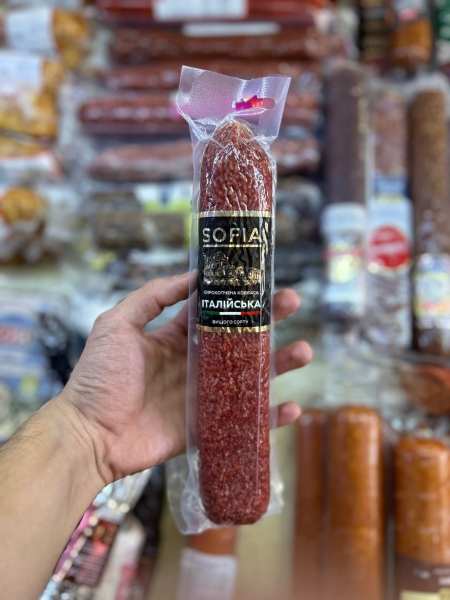 SOFIA
СИРОКОПЧЕНА КОВБАСА
ІТАЛІЙСЬКА
ВИЩОГО СОРТУ